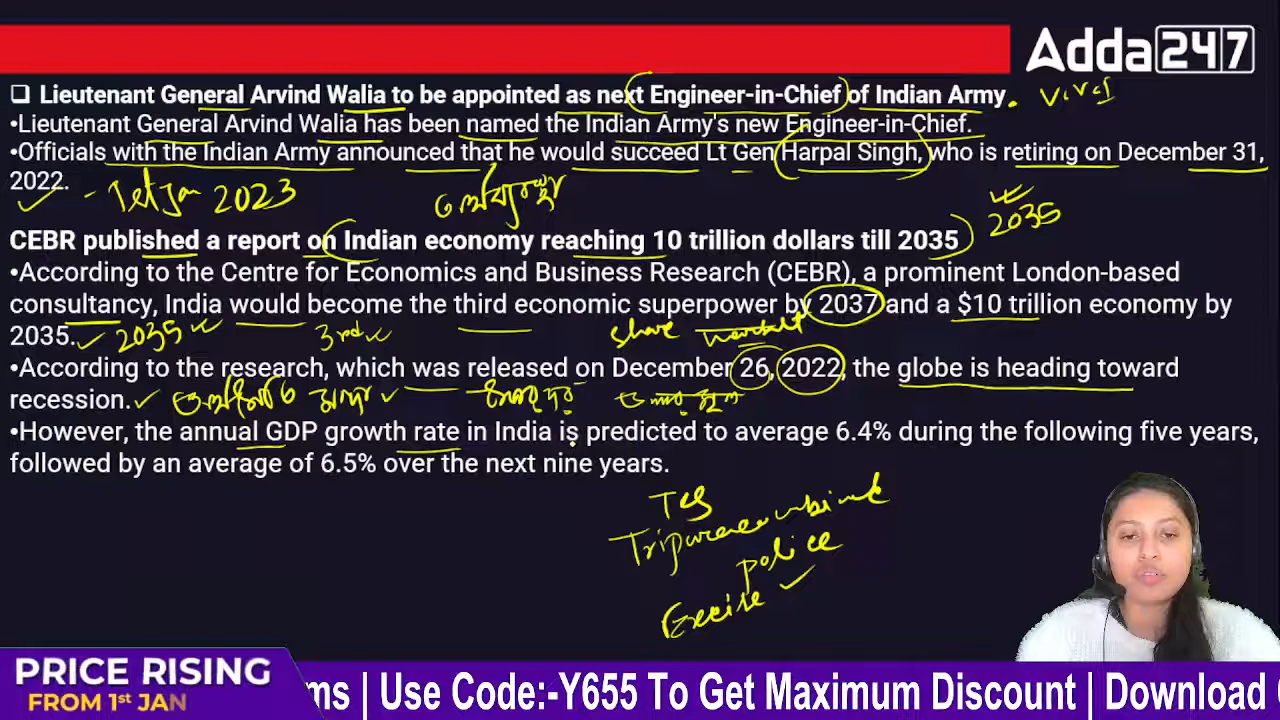 Adda247
❑ Lieutenant General Arvind Walia to be appointed as next Engineer-in-Chief of Indian Army. V.V.I
•Lieutenant General Arvind Walia has been named the Indian Army's new Engineer-in-Chief.
•Officials with the Indian Army announced that he would succeed Lt Gen Harpal Singh, who is retiring on December 31,
2022.
1st Jan 2023
2035
CEBR published a report on Indian economy reaching 10 trillion dollars till 2035
•According to the Centre for Economics and Business Research (CEBR), a prominent London-based
consultancy, India would become the third economic superpower by 2037 and a $10 trillion economy by
2035. 2035 3rd share
•According to the research, which was released on December 26, 2022, the globe is heading toward
recession.
•However, the annual GDP growth rate in India is predicted to average 6.4% during the following five years,
followed by an average of 6.5% over the next nine years.
police
PRICE RISING
FROM 1ST JAN
ms | Use Code:-Y655 To Get Maximum Discount | Download